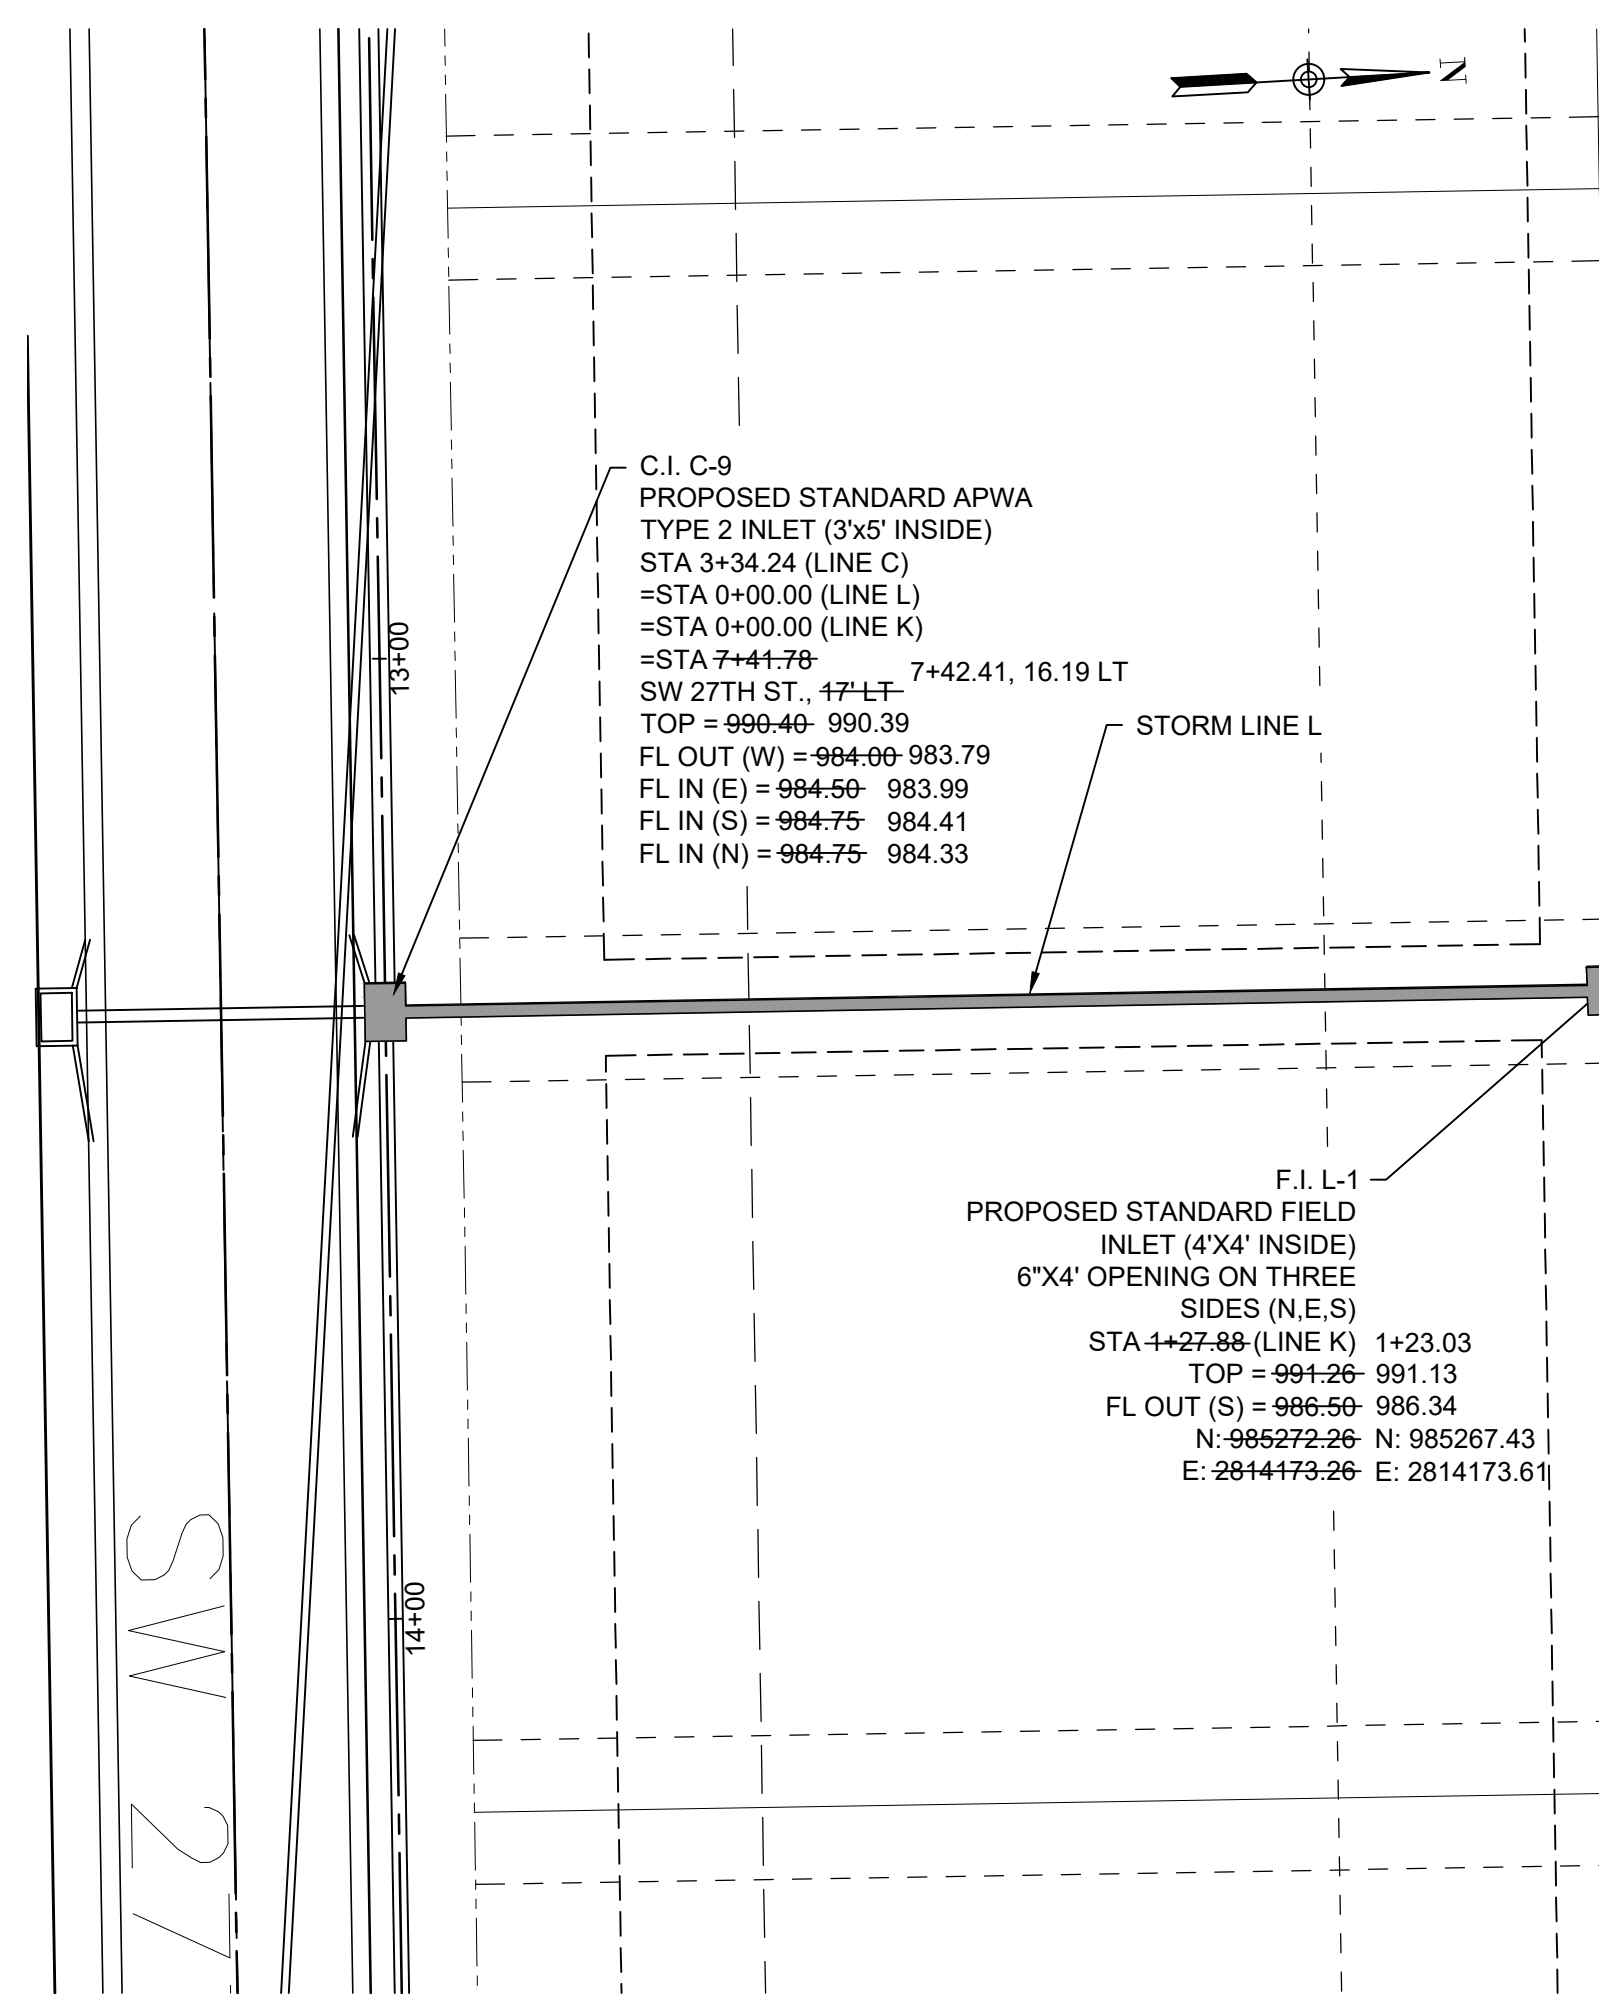 N
C.I. C-9
PROPOSED STANDARD APWA
TYPE 2 INLET (3'x5' INSIDE)
STA 3+34.24 (LINE C)
=STA 0+00.00 (LINE L)
=STA 0+00.00 (LINE K)
=STA 7+41.78
SW 27TH ST., 17' LT 7+42.41, 16.19 LT
TOP = 990.40 990.39
FL OUT (W) = 984.00 983.79
FL IN (E) = 984.50 983.99
FL IN (S) = 984.75 984.41
FL IN (N) = 984.75 984.33
13+00
STORM LINE L
F.I. L-1
PROPOSED STANDARD FIELD
INLET (4'X4' INSIDE)
6"X4' OPENING ON THREE
SIDES (N,E,S)
STA 1+27.88 (LINE K) 1+23.03
TOP = 991.26 991.13
FL OUT (S) = 986.50 986.34
N: 985272.26 N: 985267.43
E: 2814173.26 E: 2814173.61
14+00
SW 27